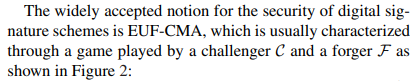 The widely accepted notion for the security of digital sig-
nature schemes is EUF-CMA, which is usually characterized
through a game played by a challenger 𝒞 and a forger ℱ as
shown in Figure 2: